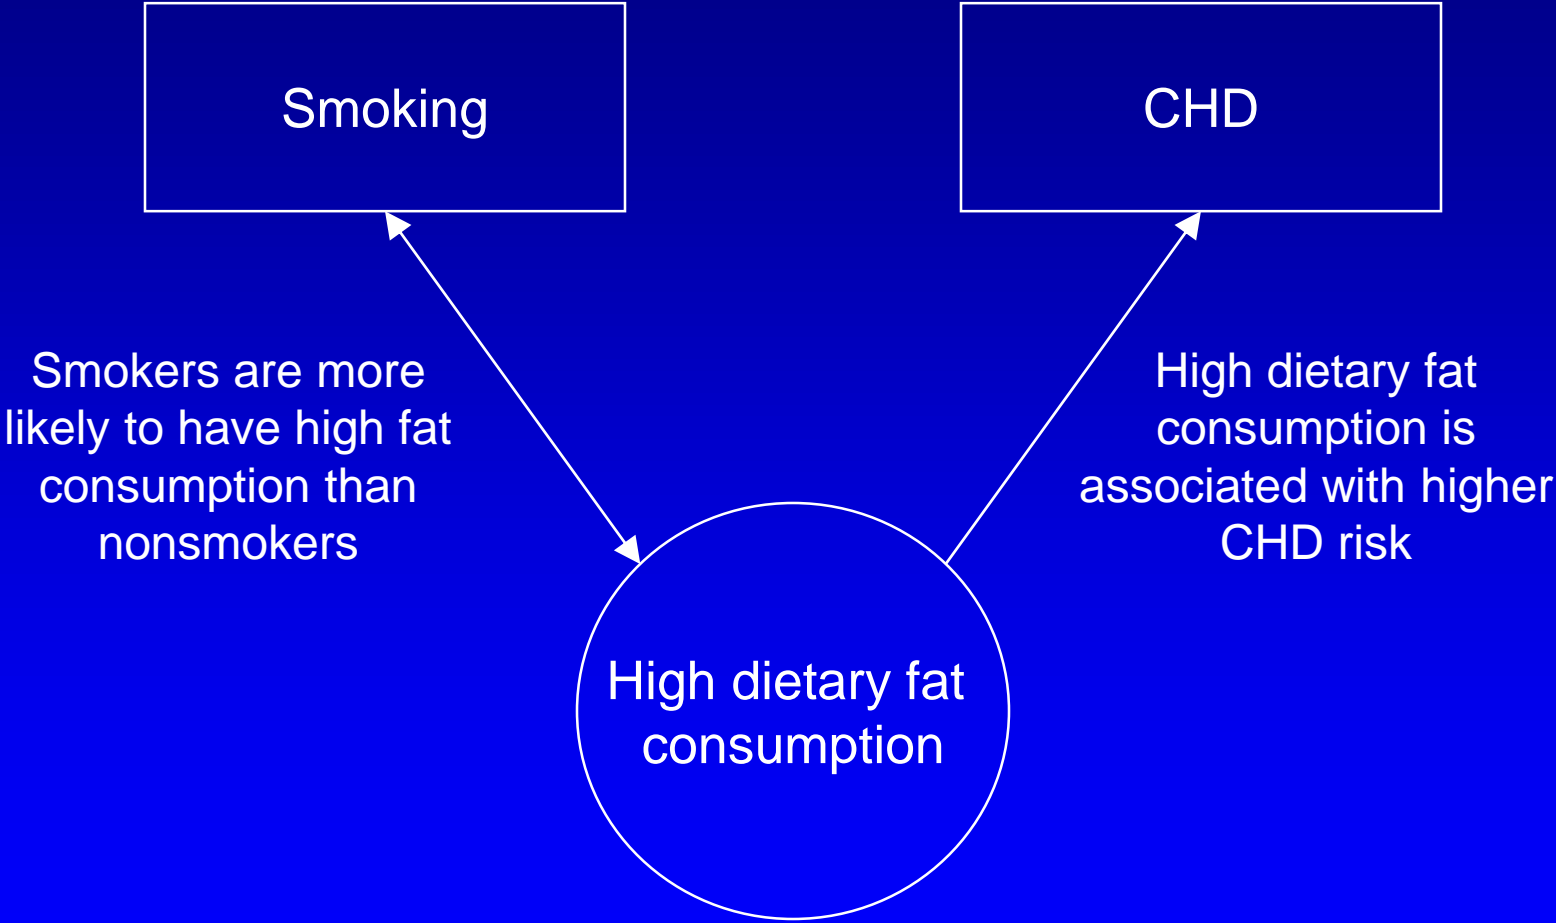 Smoking
CHD
Smokers are more
likely to have high fat
consumption than
nonsmokers
High dietary fat
consumption is
associated with higher
CHD risk
High dietary fat
consumption